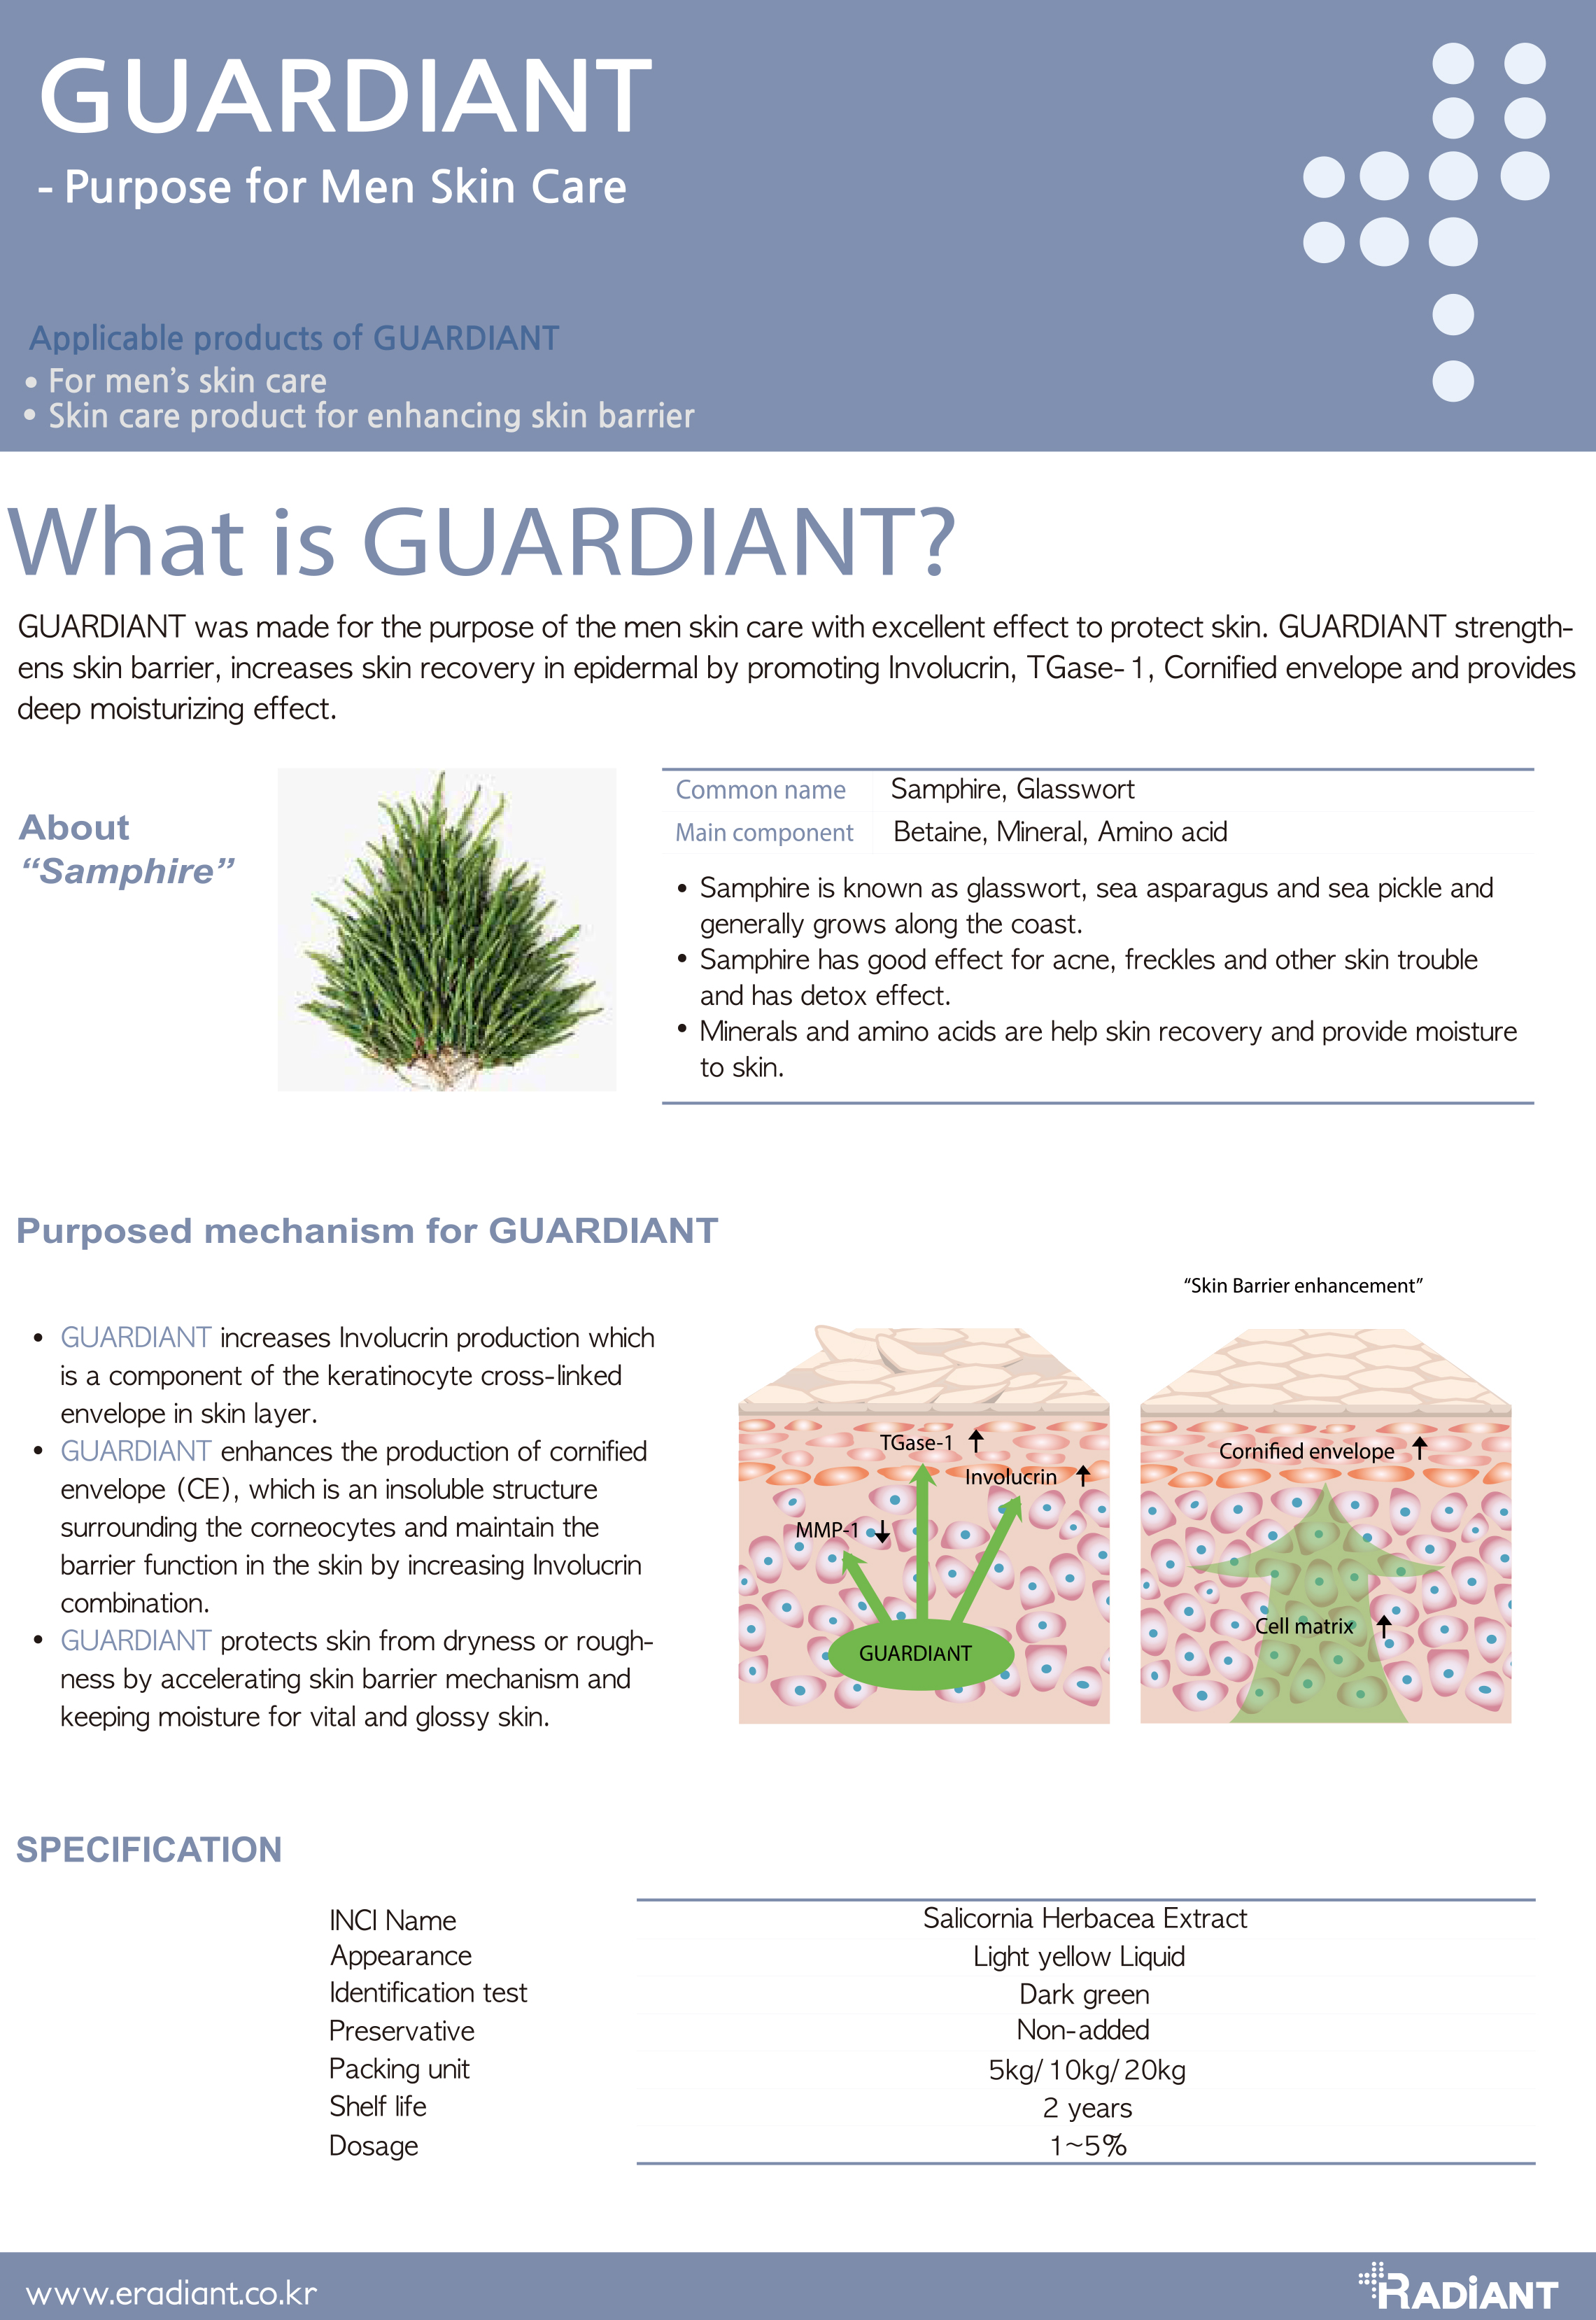 GUARDIANT
- Purpose for Men Skin Care
Applicable products of GUARDIANT
• For men's skin care
• Skin care product for enhancing skin barrier
What is GUARDIANT?
GUARDIANT was made for the purpose of the men skin care with excellent effect to protect skin. GUARDIANT strength-
ens skin barrier, increases skin recovery in epidermal by promoting Involucrin, TGase-1, Cornified envelope and provides
deep moisturizing effect.
About
“Samphire”
Common name Samphire, Glasswort
Main component Betaine, Mineral, Amino acid
• Samphire is known as glasswort, sea asparagus and sea pickle and
generally grows along the coast.
• Samphire has good effect for acne, freckles and other skin trouble
and has detox effect.
• Minerals and amino acids are help skin recovery and provide moisture
to skin.
Purposed mechanism for GUARDIANT
• GUARDIANT increases Involucrin production which
is a component of the keratinocyte cross-linked
envelope in skin layer.
• GUARDIANT enhances the production of cornified
envelope (CE), which is an insoluble structure
surrounding the corneocytes and maintain the
barrier function in the skin by increasing Involucrin
combination.
• GUARDIANT protects skin from dryness or rough-
ness by accelerating skin barrier mechanism and
keeping moisture for vital and glossy skin.
“Skin Barrier enhancement”
TGase-1 ↑
Involucrin ↑
MMP-1 ↓
GUARDIANT
Cornified envelope ↑
Cell matrix ↑
SPECIFICATION
INCI Name Salicornia Herbacea Extract
Appearance Light yellow Liquid
Identification test Dark green
Preservative Non-added
Packing unit 5kg/10kg/20kg
Shelf life 2 years
Dosage 1~5%
www.eradiant.co.kr
RADiANT